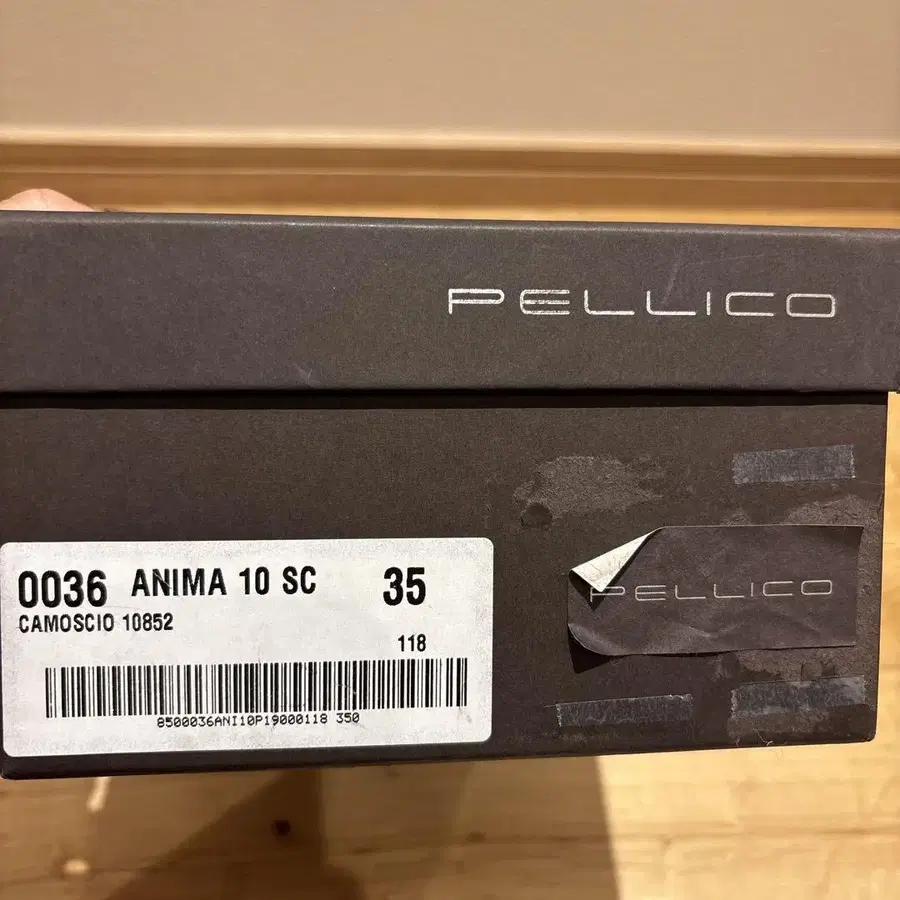 PELLICO
0036 ANIMA 10 SC 35
CAMOSCIO 10852
118
8500036ANI10P19000118 350
PELLICO